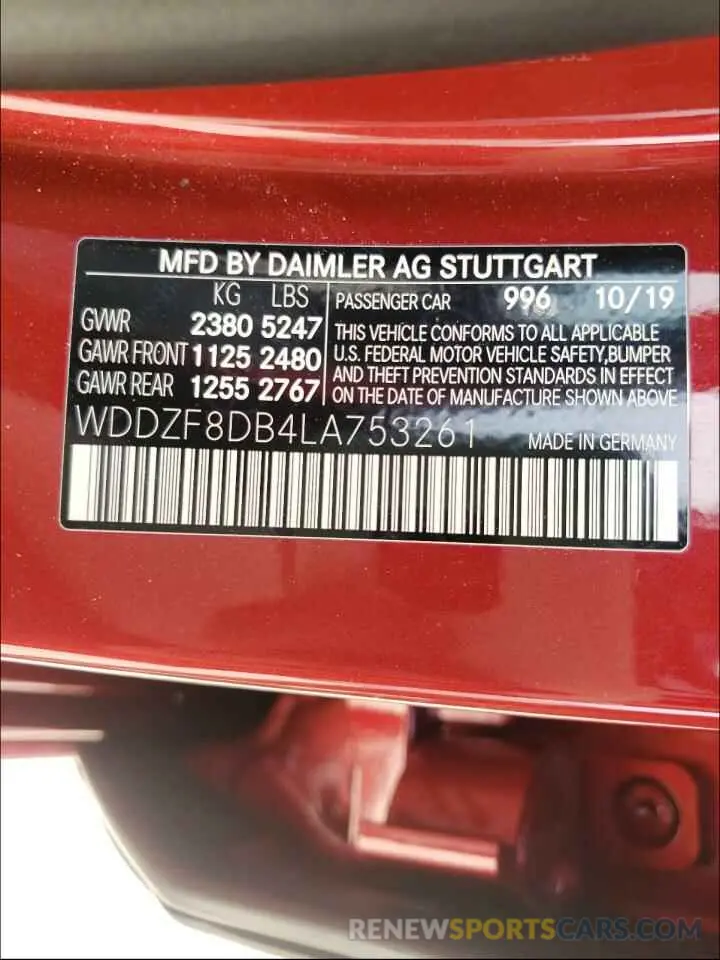 MFD BY DAIMLER AG STUTTGART
KG LBS
GVWR 2380 5247
GAWR FRONT 1125 2480
GAWR REAR 1255 2767
PASSENGER CAR 996 10/19
THIS VEHICLE CONFORMS TO ALL APPLICABLE
U.S. FEDERAL MOTOR VEHICLE SAFETY,BUMPER
AND THEFT PREVENTION STANDARDS IN EFFECT
ON THE DATE OF MANUFACTURE SHOWN ABOVE
WDDZF8DB4LA753261 MADE IN GERMANY
RENEWSPORTSCARS.COM